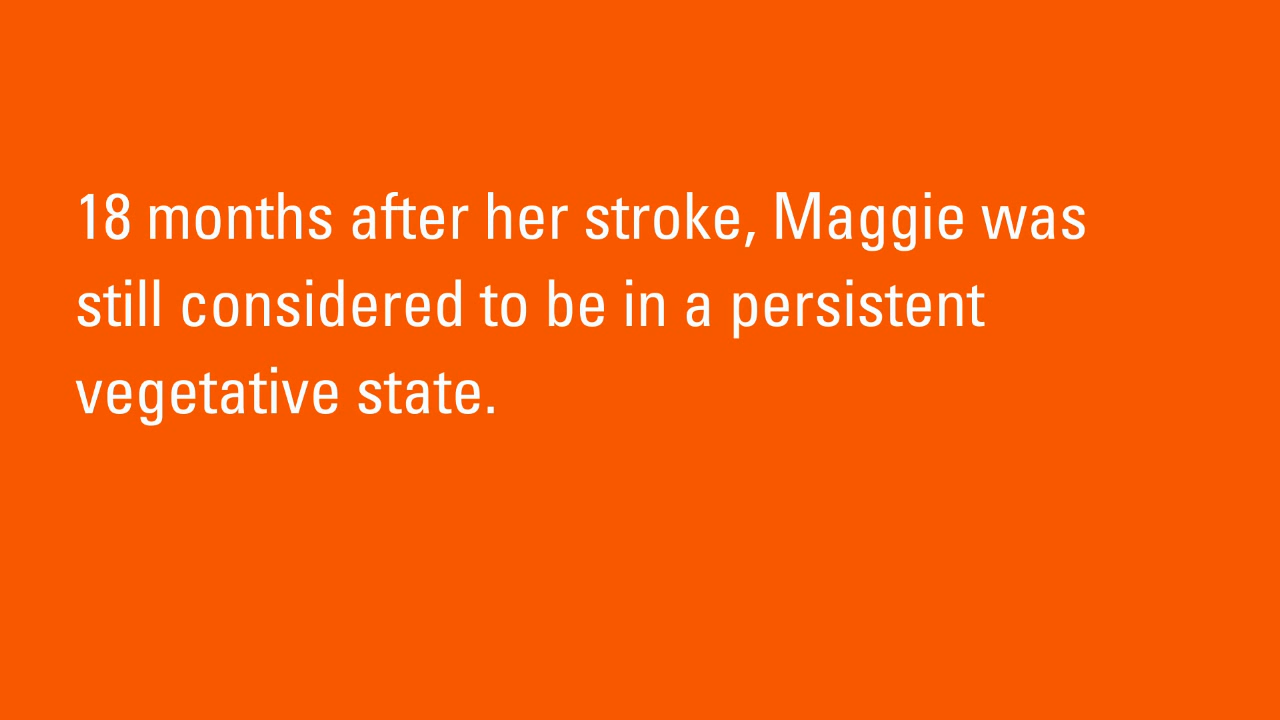 18 months after her stroke, Maggie was
still considered to be in a persistent
vegetative state.